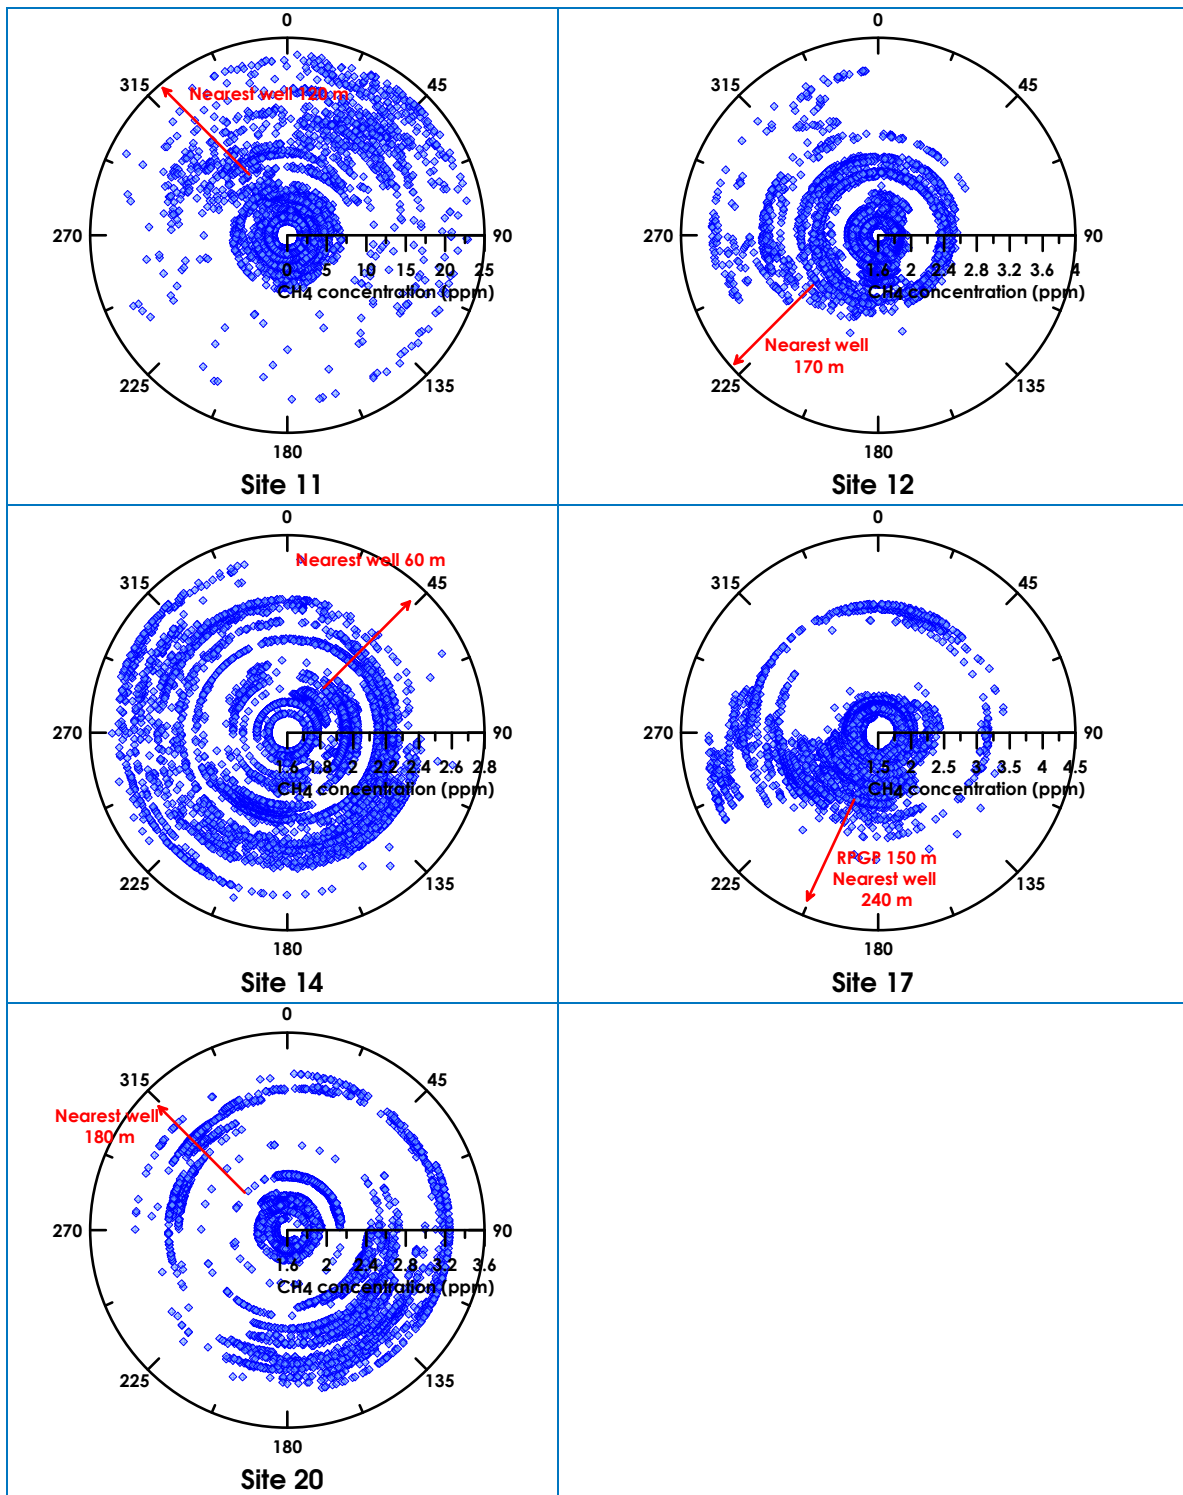 0
315
45
Nearest well 120 m
270
90
0 5 10 15 20 25
CH4 concentration (ppm)
225
135
180
Site 11
0
315
45
270
90
1.6 2 2.4 2.8 3.2 3.6 4
CH4 concentration (ppm)
Nearest well
170 m
225
135
180
Site 12
0
Nearest well 60 m
315
45
270
90
1.6 1.8 2 2.2 2.4 2.6 2.8
CH4 concentration (ppm)
225
135
180
Site 14
0
315
45
270
90
1.5 2 2.5 3 3.5 4 4.5
CH4 concentration (ppm)
RPGP 150 m
Nearest well
240 m
225
135
180
Site 17
0
315
45
Nearest well
180 m
270
90
1.6 2 2.4 2.8 3.2 3.6
CH4 concentration (ppm)
225
135
180
Site 20